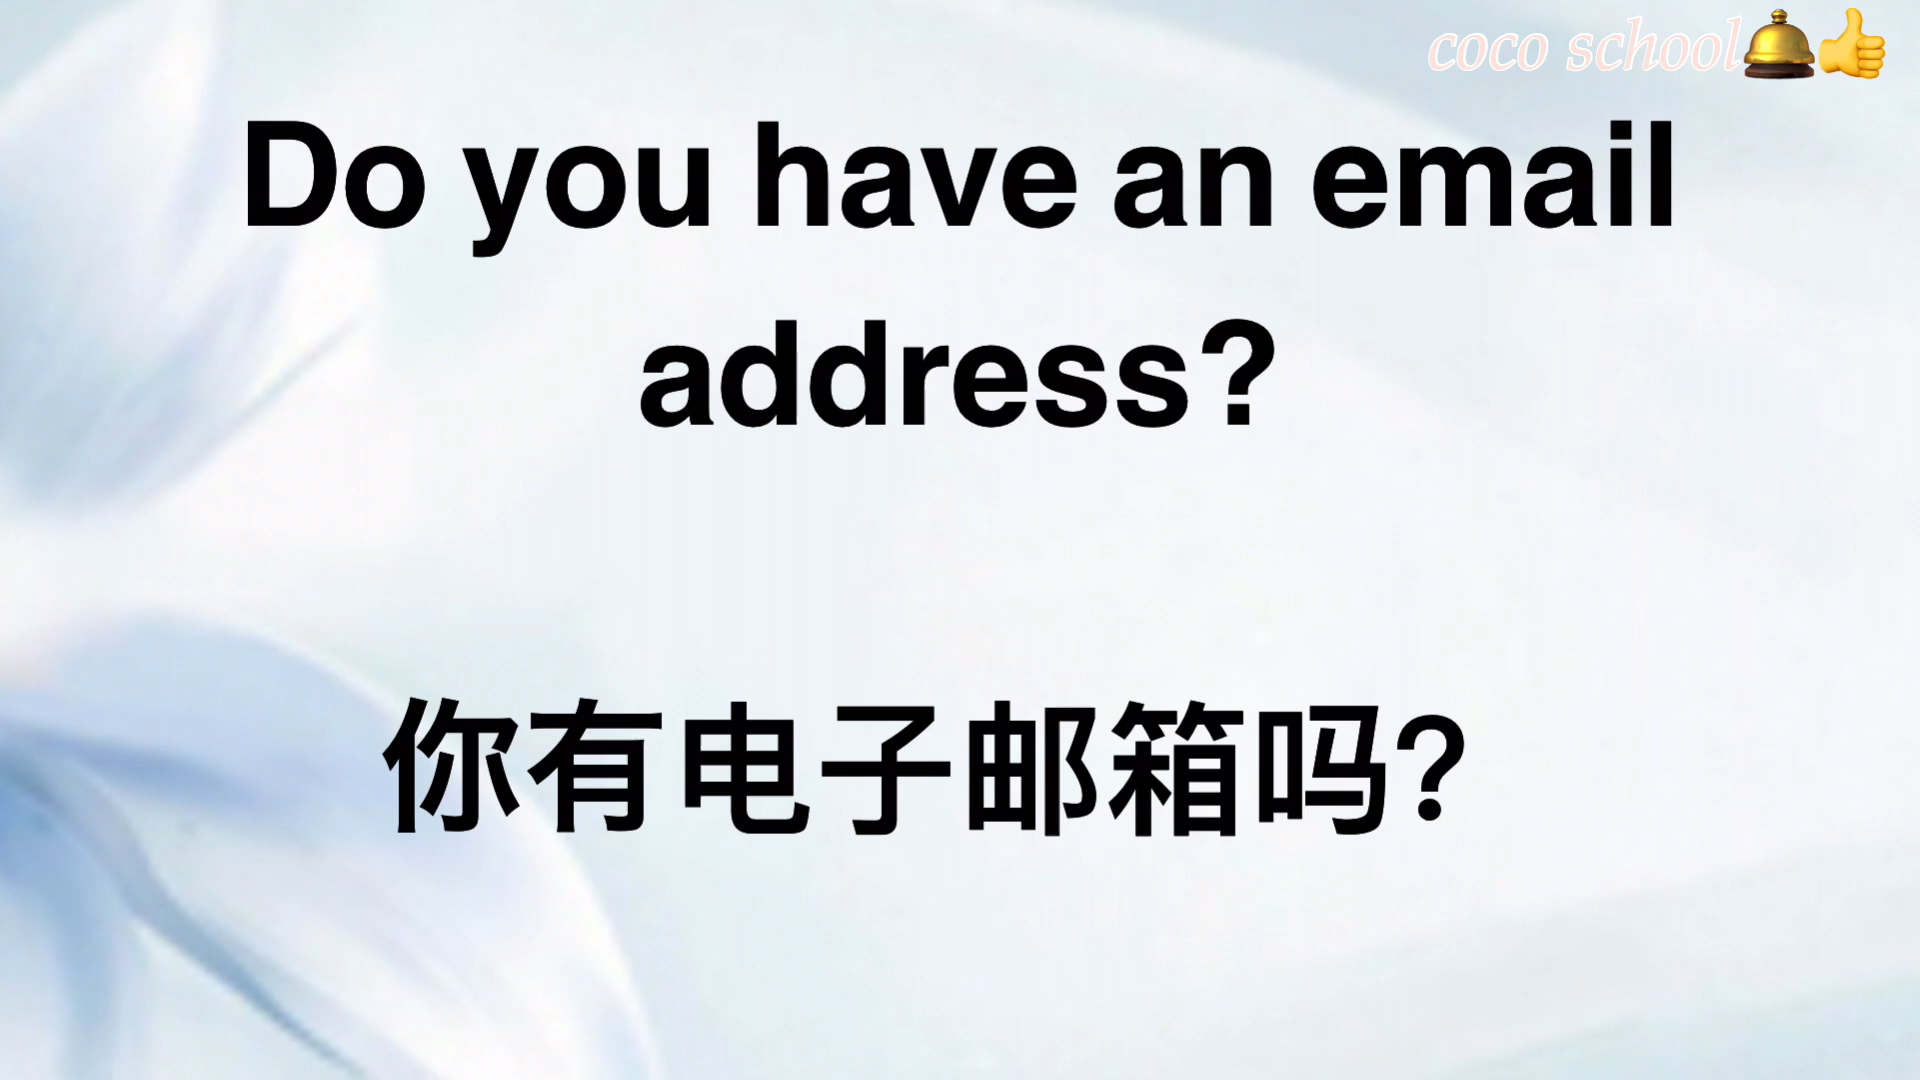 coco school🛎👍
Do you have an email
address?
你有电子邮箱吗?